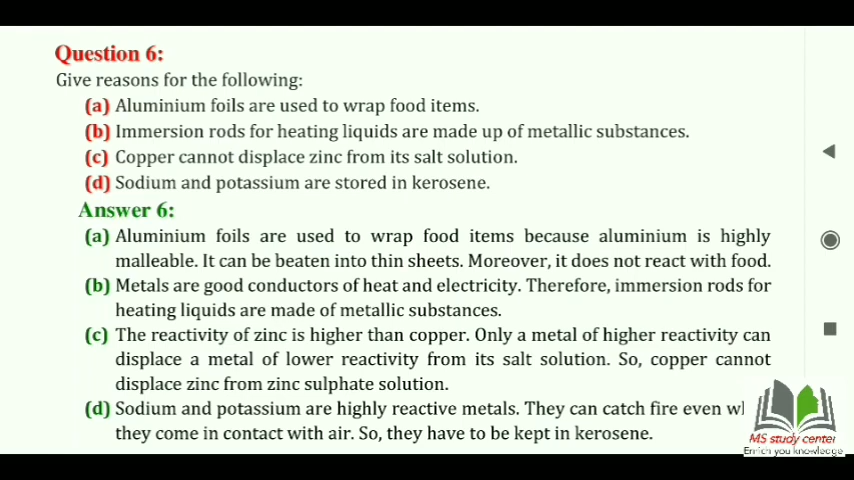 Question 6:
Give reasons for the following:
(a) Aluminium foils are used to wrap food items.
(b) Immersion rods for heating liquids are made up of metallic substances.
(c) Copper cannot displace zinc from its salt solution.
(d) Sodium and potassium are stored in kerosene.
Answer 6:
(a) Aluminium foils are used to wrap food items because aluminium is highly
malleable. It can be beaten into thin sheets. Moreover, it does not react with food.
(b) Metals are good conductors of heat and electricity. Therefore, immersion rods for
heating liquids are made of metallic substances.
(c) The reactivity of zinc is higher than copper. Only a metal of higher reactivity can
displace a metal of lower reactivity from its salt solution. So, copper cannot
displace zinc from zinc sulphate solution.
(d) Sodium and potassium are highly reactive metals. They can catch fire even
they come in contact with air. So, they have to be kept in kerosene.
MS study center
Enrich you knowledge